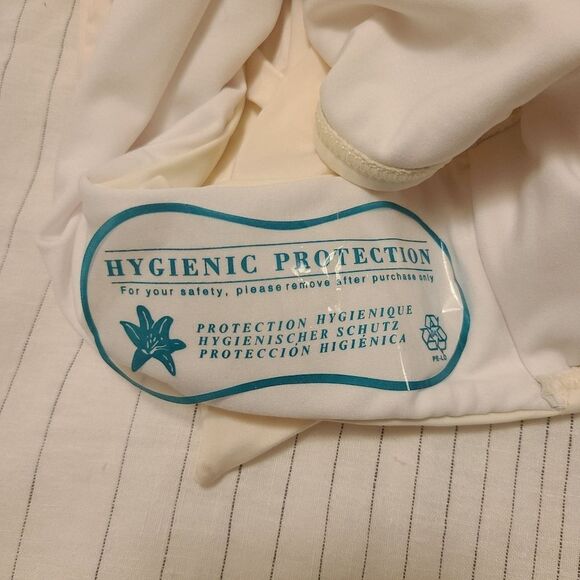 HYGIENIC PROTECTION
For your safety, please remove after purchase only
PROTECTION HYGIENIQUE
HYGIENISCHER SCHUTZ
PROTECCIÓN HIGIÉNICA
PE-LD